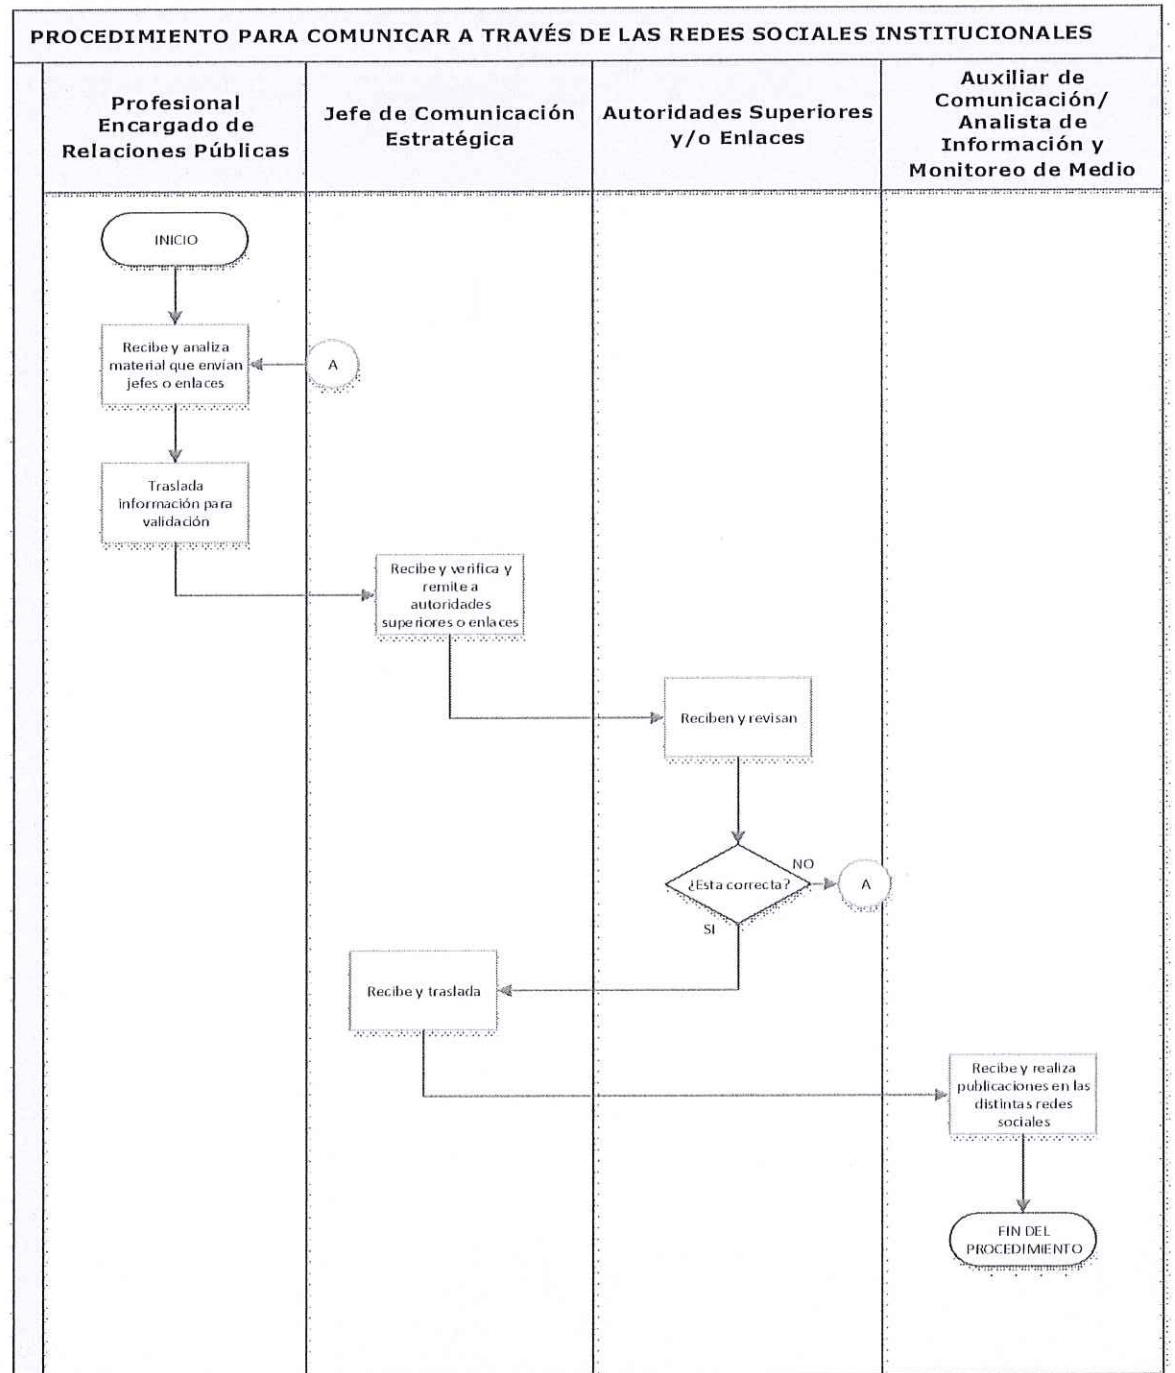 PROCEDIMIENTO PARA COMUNICAR A TRAVÉS DE LAS REDES SOCIALES INSTITUCIONALES
Profesional
Encargado de
Relaciones Públicas
Jefe de Comunicación
Estratégica
Autoridades Superiores
y/o Enlaces
Auxiliar de
Comunicación/
Analista de
Información y
Monitoreo de Medio
INICIO
Recibe y analiza
material que envían
jefes o enlaces
A
Traslada
información para
validación
Recibe y verifica y
remite a
autoridades
superiores o enlaces
Reciben y revisan
¿Esta correcta?
NO
A
SI
Recibe y traslada
Recibe y realiza
publicaciones en las
distintas redes
sociales
FIN DEL
PROCEDIMIENTO